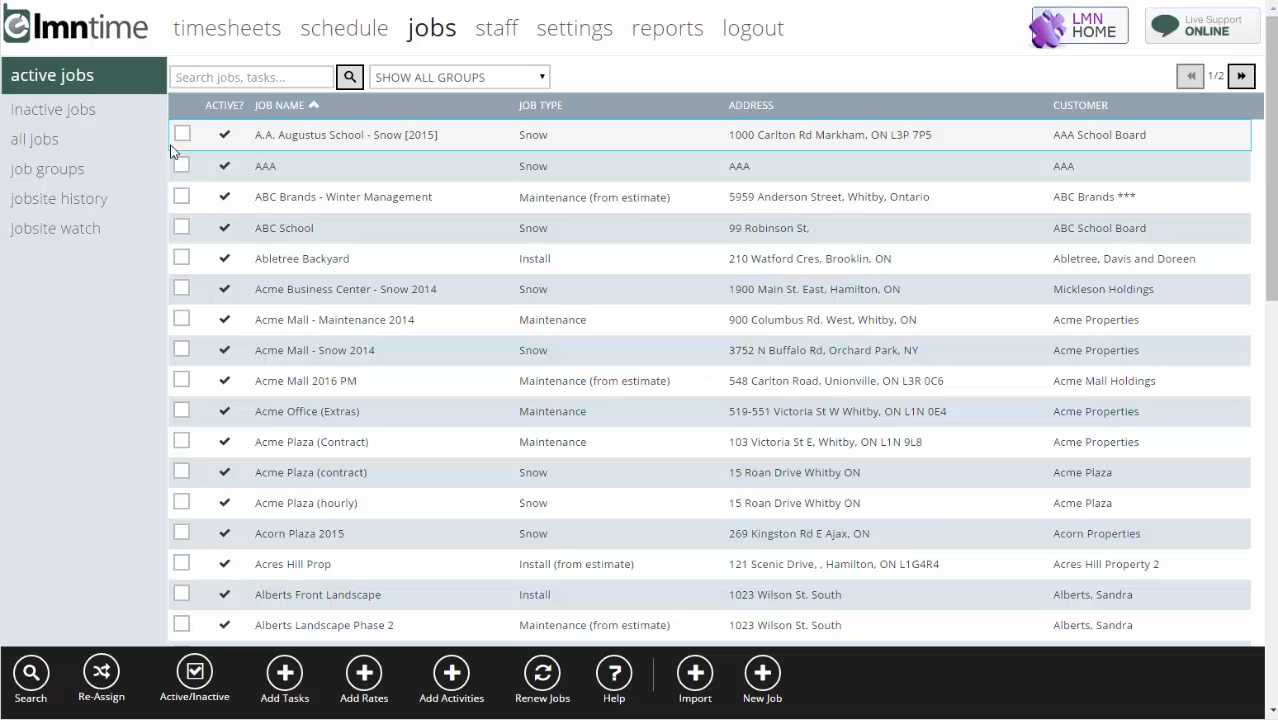 lmntime timesheets schedule jobs staff settings reports logout LMN HOME Live Support ONLINE
active jobs
inactive jobs
all jobs
job groups
jobsite history
jobsite watch
Search jobs, tasks... SHOW ALL GROUPS 1/2
ACTIVE? JOB NAME JOB TYPE ADDRESS CUSTOMER
A.A. Augustus School - Snow [2015] Snow 1000 Carlton Rd Markham, ON L3P 7P5 AAA School Board
AAA Snow AAA AAA
ABC Brands - Winter Management Maintenance (from estimate) 5959 Anderson Street, Whitby, Ontario ABC Brands ***
ABC School Snow 99 Robinson St, ABC School Board
Abletree Backyard Install 210 Watford Cres, Brooklin, ON Abletree, Davis and Doreen
Acme Business Center - Snow 2014 Snow 1900 Main St. East, Hamilton, ON Mickleson Holdings
Acme Mall - Maintenance 2014 Maintenance 900 Columbus Rd. West, Whitby, ON Acme Properties
Acme Mall - Snow 2014 Snow 3752 N Buffalo Rd, Orchard Park, NY Acme Properties
Acme Mall 2016 PM Maintenance (from estimate) 548 Carlton Road, Unionville, ON L3R 0C6 Acme Mall Holdings
Acme Office (Extras) Maintenance 519-551 Victoria St W Whitby, ON L1N 0E4 Acme Properties
Acme Plaza (Contract) Maintenance 103 Victoria St E, Whitby, ON L1N 9L8 Acme Properties
Acme Plaza (contract) Snow 15 Roan Drive Whitby ON Acme Plaza
Acme Plaza (hourly) Snow 15 Roan Drive Whitby ON Acme Plaza
Acorn Plaza 2015 Snow 269 Kingston Rd E Ajax, ON Acorn Properties
Acres Hill Prop Install (from estimate) 121 Scenic Drive, , Hamilton, ON L1G4R4 Acres Hill Property 2
Alberts Front Landscape Install 1023 Wilson St. South Alberts, Sandra
Alberts Landscape Phase 2 Maintenance (from estimate) 1023 Wilson St. South Alberts, Sandra
Search Re-Assign Active/Inactive Add Tasks Add Rates Add Activities Renew Jobs Help Import New Job